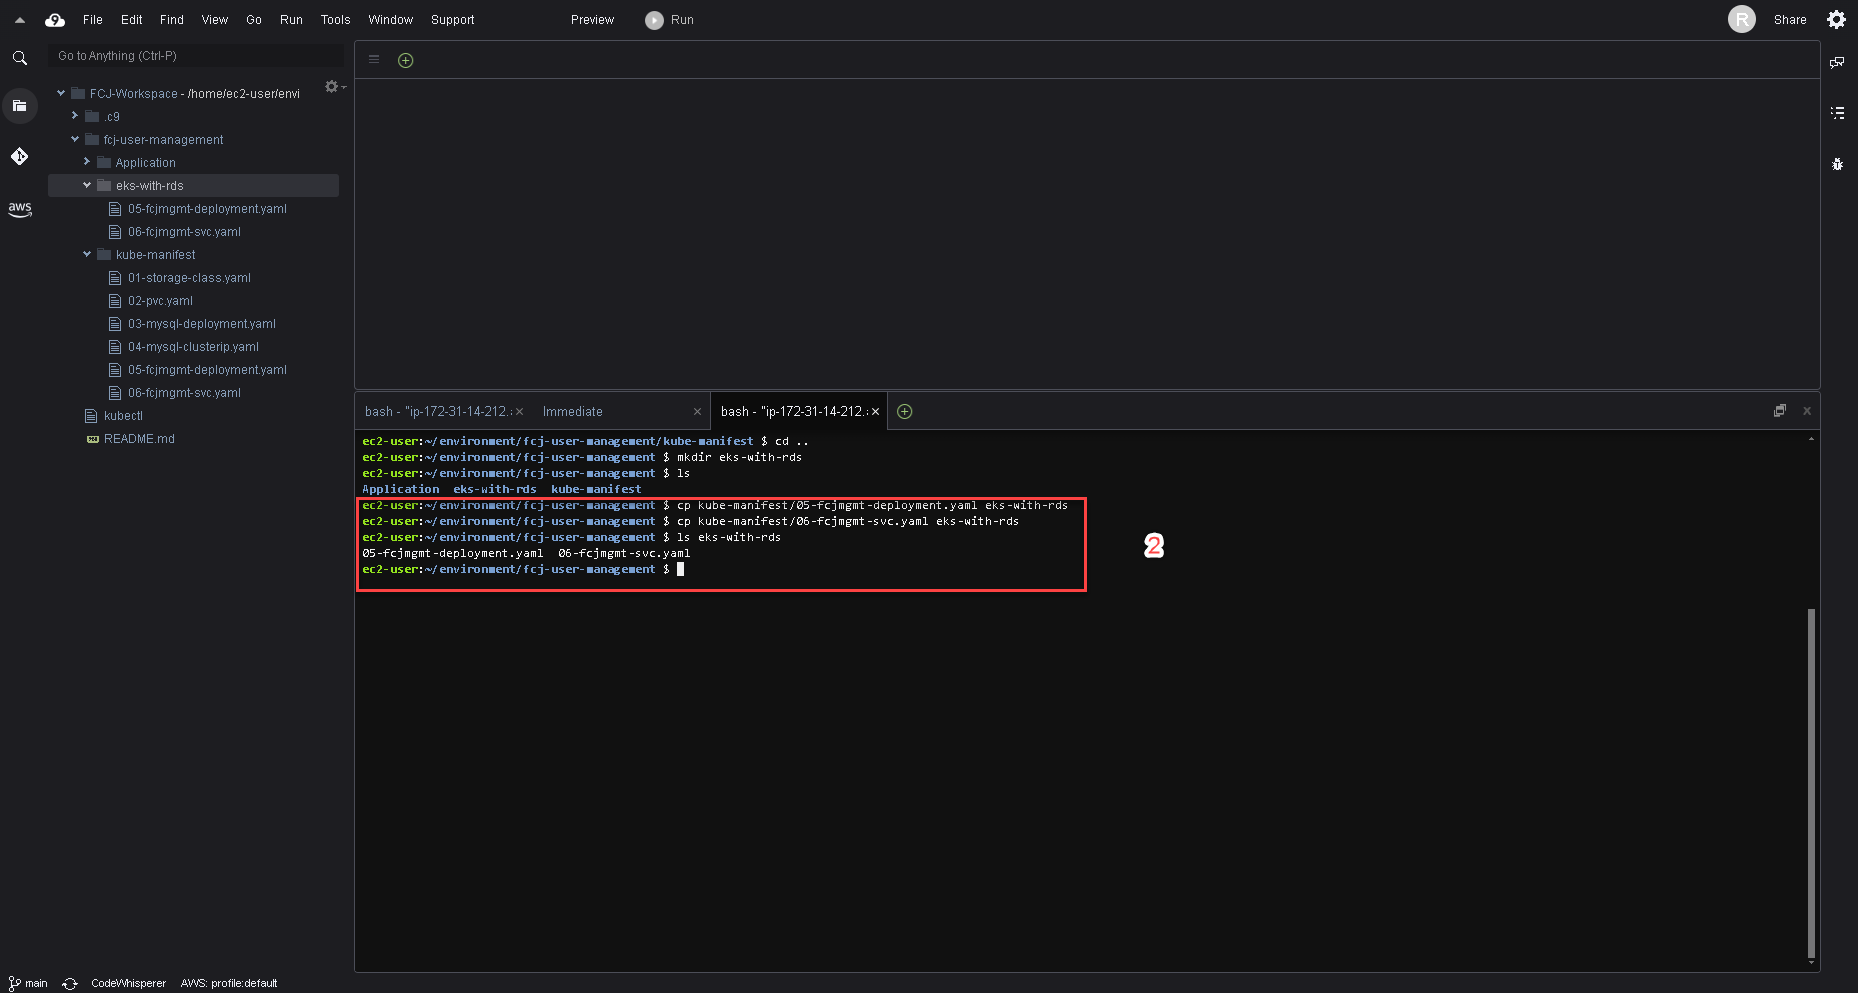 File Edit Find View Go Run Tools Window Support Preview Run R Share
Go to Anything (Ctrl-P)
FCJ-Workspace - /home/ec2-user/envi
.c9
fcj-user-management
Application
eks-with-rds
05-fcjmgmt-deployment.yaml
06-fcjmgmt-svc.yaml
kube-manifest
01-storage-class.yaml
02-pvc.yaml
03-mysql-deployment.yaml
04-mysql-clusterip.yaml
05-fcjmgmt-deployment.yaml
06-fcjmgmt-svc.yaml
kubectl
README.md
aws
bash - "ip-172-31-14-212. Immediate bash - "ip-172-31-14-212.
ec2-user:~/environment/fcj-user-management/kube-manifest $ cd ..
ec2-user:~/environment/fcj-user-management $ mkdir eks-with-rds
ec2-user:~/environment/fcj-user-management $ ls
Application eks-with-rds kube-manifest
ec2-user:~/environment/fcj-user-management $ cp kube-manifest/05-fcjmgmt-deployment.yaml eks-with-rds
ec2-user:~/environment/fcj-user-management $ cp kube-manifest/06-fcjmgmt-svc.yaml eks-with-rds
ec2-user:~/environment/fcj-user-management $ ls eks-with-rds
05-fcjmgmt-deployment.yaml 06-fcjmgmt-svc.yaml
ec2-user:~/environment/fcj-user-management $
2
main CodeWhisperer AWS: profile:default